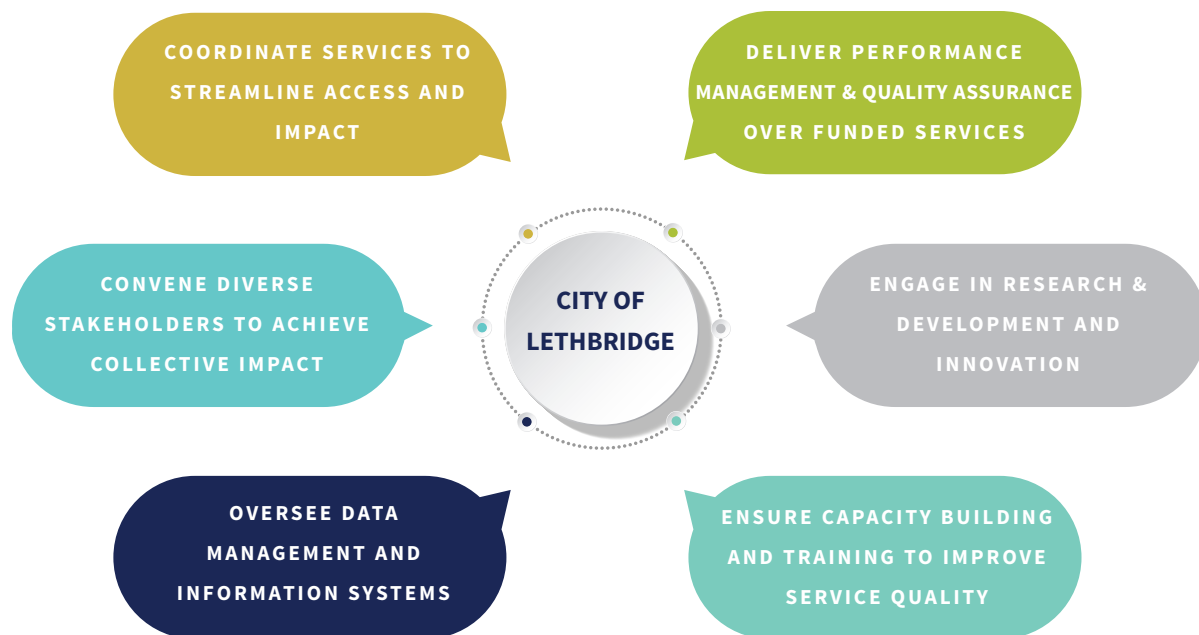 COORDINATE SERVICES TO
STREAMLINE ACCESS AND
IMPACT
DELIVER PERFORMANCE
MANAGEMENT & QUALITY ASSURANCE
OVER FUNDED SERVICES
CONVENE DIVERSE
STAKEHOLDERS TO ACHIEVE
COLLECTIVE IMPACT
CITY OF
LETHBRIDGE
ENGAGE IN RESEARCH &
DEVELOPMENT AND
INNOVATION
OVERSEE DATA
MANAGEMENT AND
INFORMATION SYSTEMS
ENSURE CAPACITY BUILDING
AND TRAINING TO IMPROVE
SERVICE QUALITY